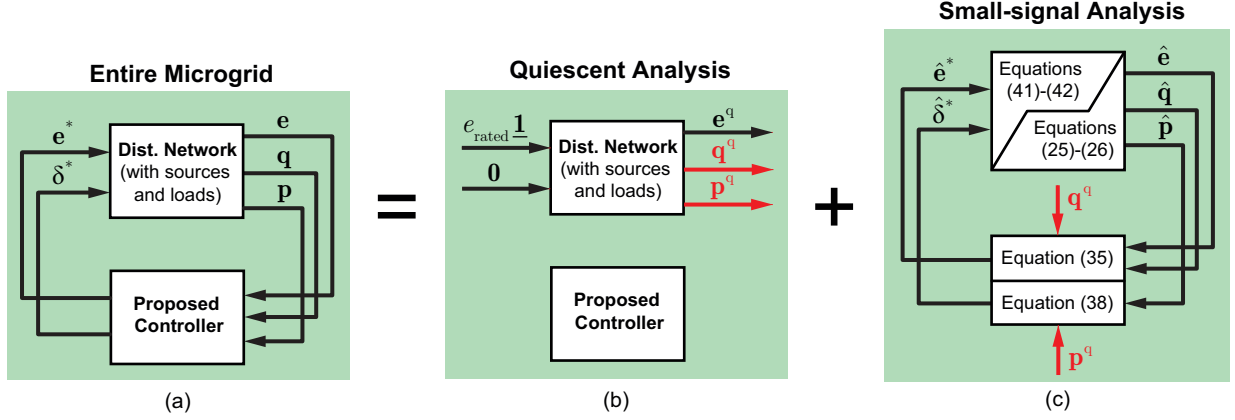 Entire Microgrid
e*
δ*
Dist. Network
(with sources
and loads)
e
q
p
Proposed
Controller
(a)
=
Quiescent Analysis
e_rated 1
0
Dist. Network
(with sources
and loads)
e^q
q^q
p^q
Proposed
Controller
(b)
+
Small-signal Analysis
ê*
δ̂*
Equations
(41)-(42)
Equations
(25)-(26)
ê
q̂
p̂
q^q
Equation (35)
Equation (38)
p^q
(c)